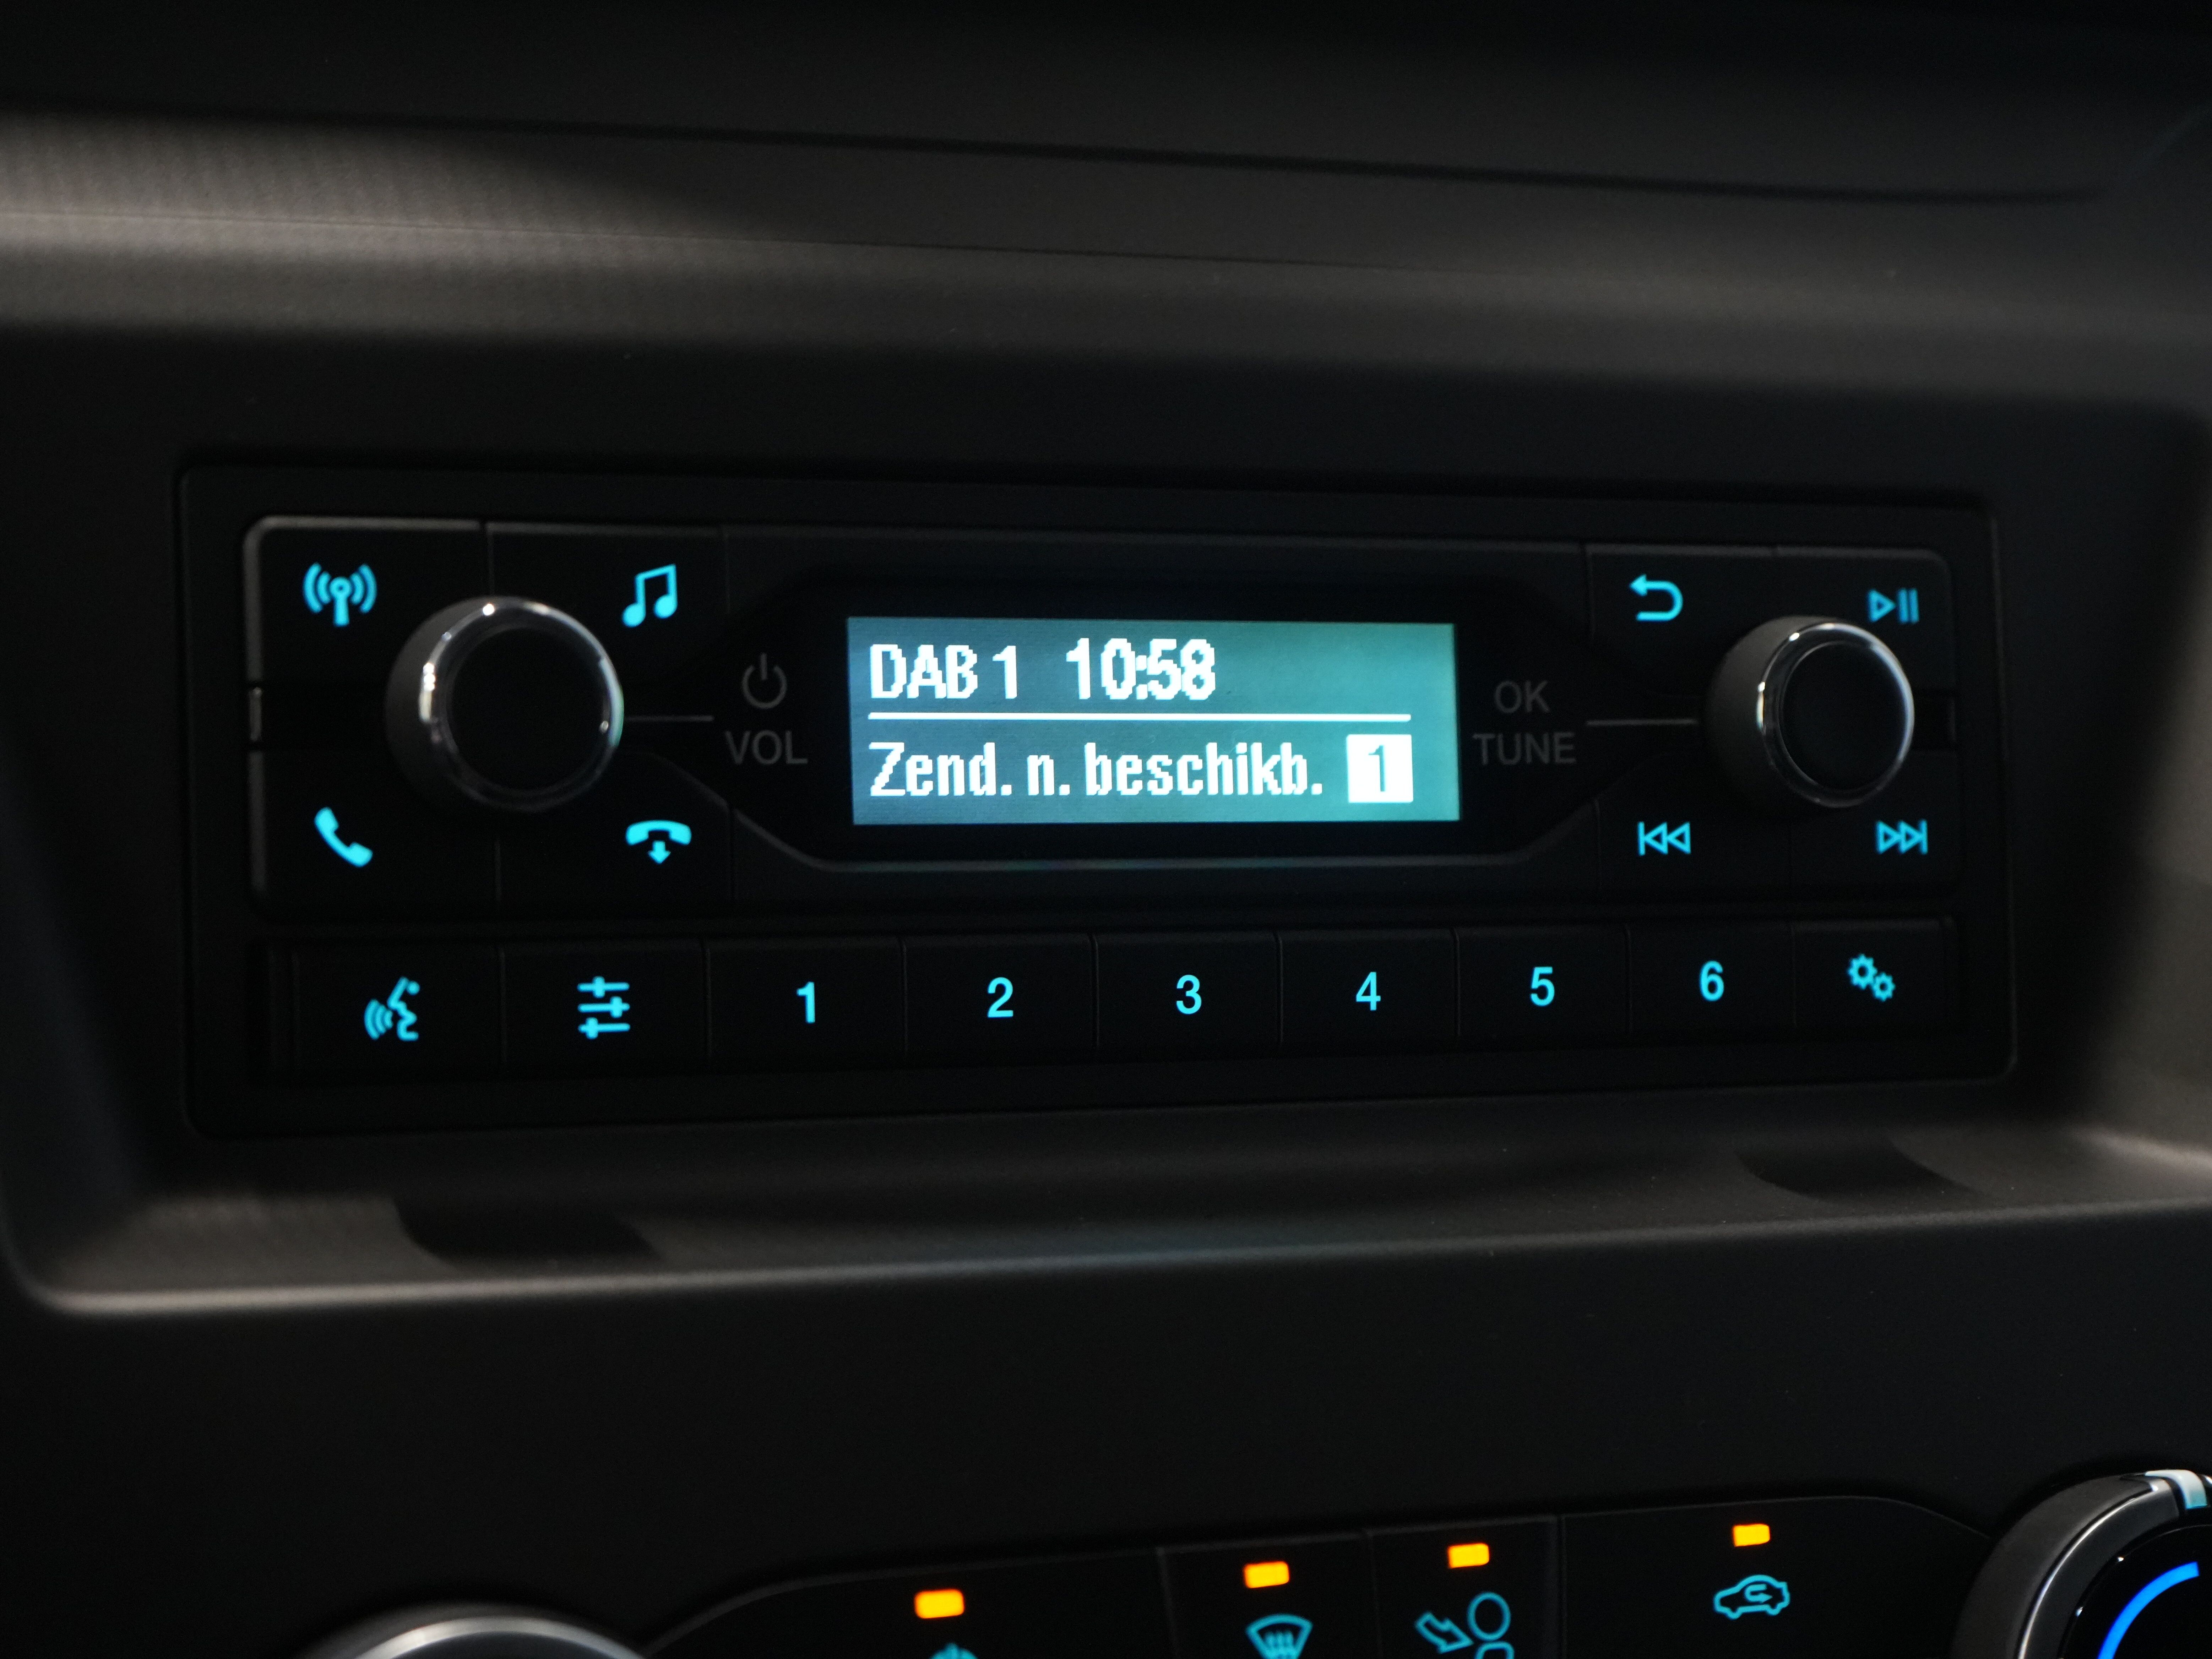 DAB 1 10:58
VOL
Zend. n. beschikb. 1
OK
TUNE
1 2 3 4 5 6